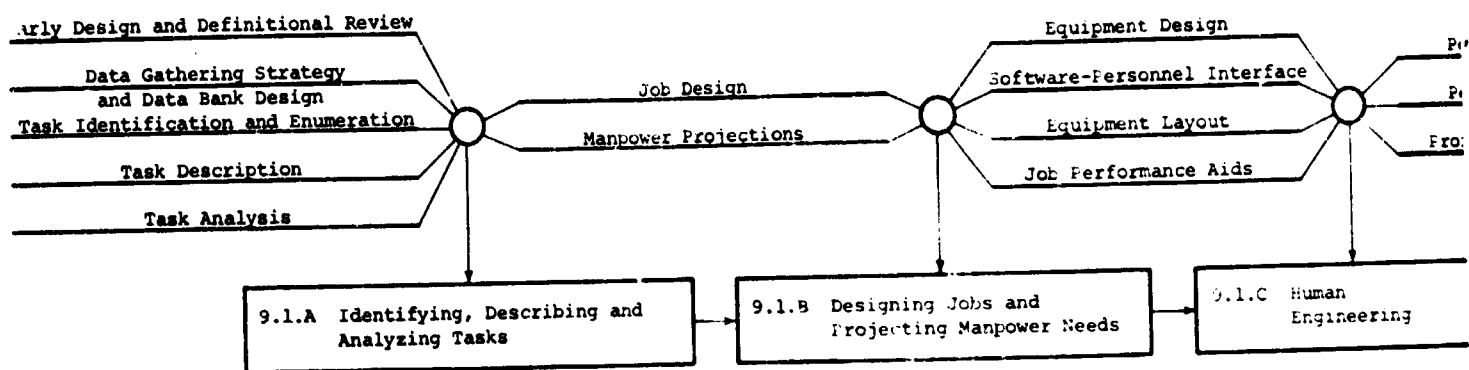 Design and Definitional Review
Data Gathering Strategy
and Data Bank Design
Task Identification and Enumeration
Task Description
Task Analysis
Job Design
Manpower Projections
Equipment Design
Software-Personnel Interface
Equipment Layout
Job Performance Aids
9.1.A Identifying, Describing and
Analyzing Tasks
9.1.B Designing Jobs and
Projecting Manpower Needs
9.1.C Human
Engineering